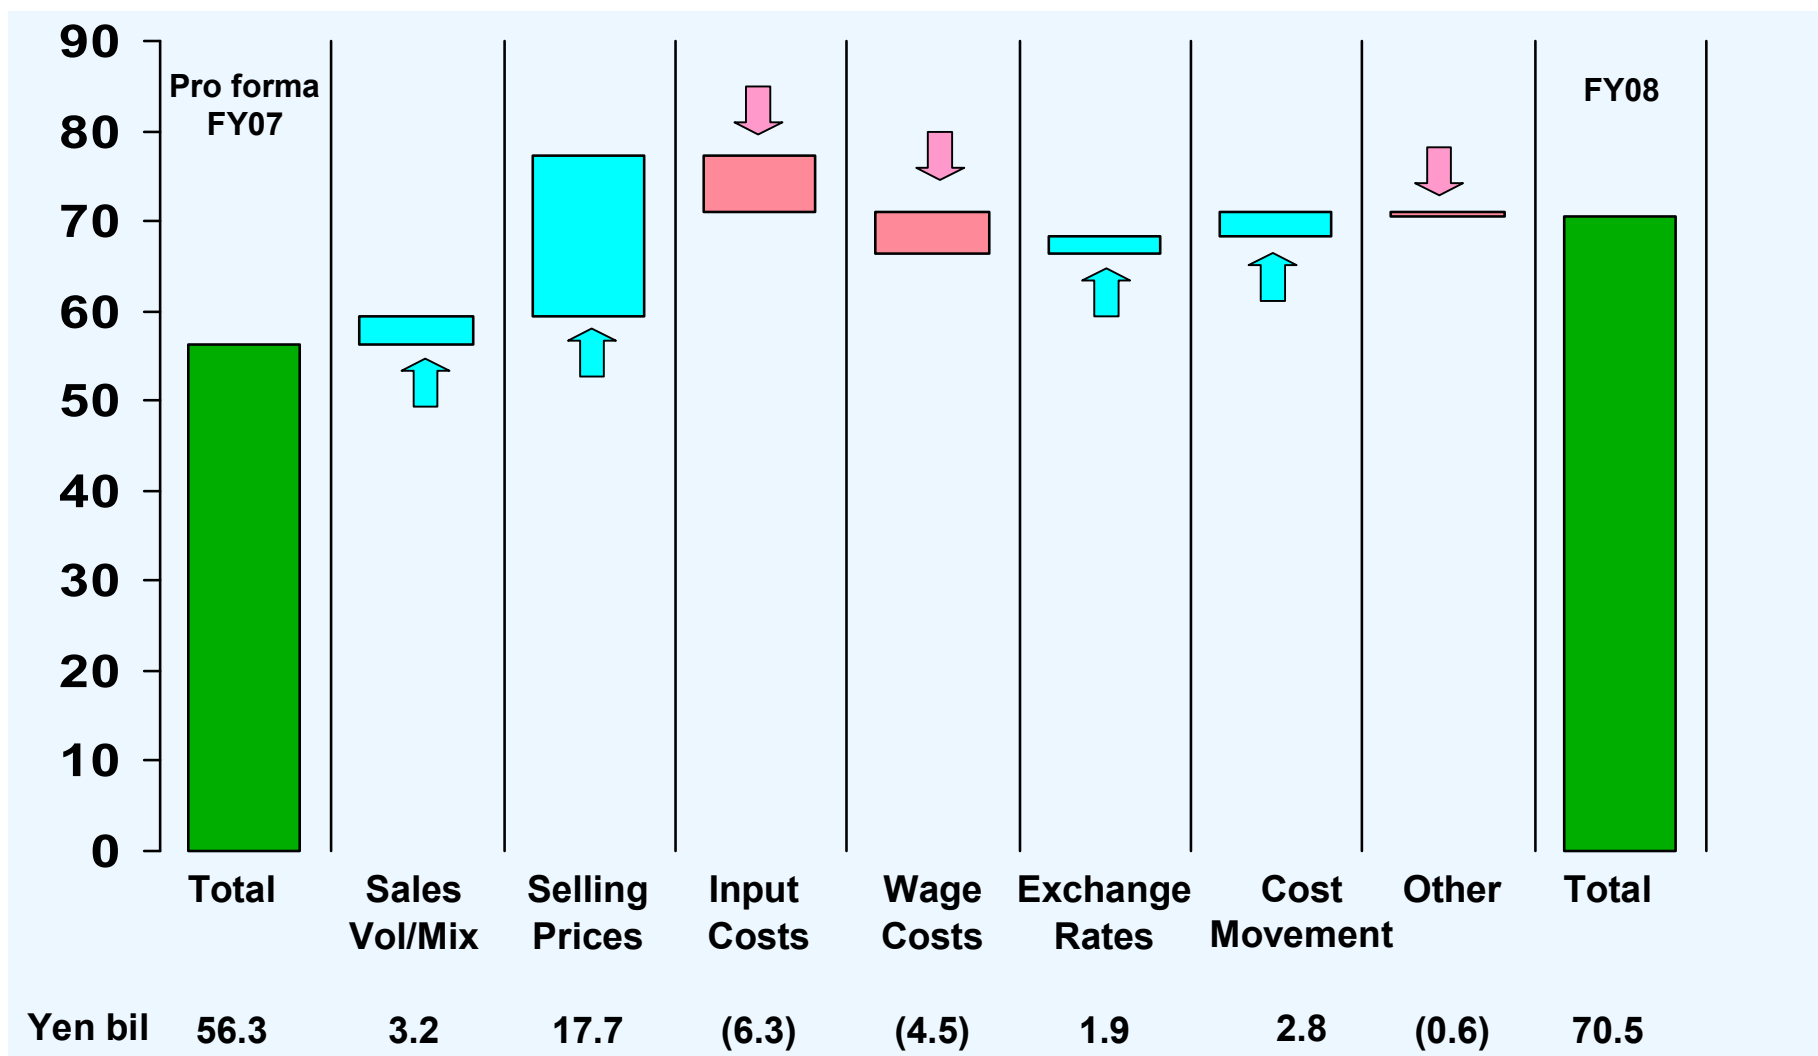 90
80
70
60
50
40
30
20
10
0
Pro forma
FY07
FY08
Total
Sales
Vol/Mix
Selling
Prices
Input
Costs
Wage
Costs
Exchange
Rates
Cost
Movement
Other
Total
Yen bil 56.3 3.2 17.7 (6.3) (4.5) 1.9 2.8 (0.6) 70.5